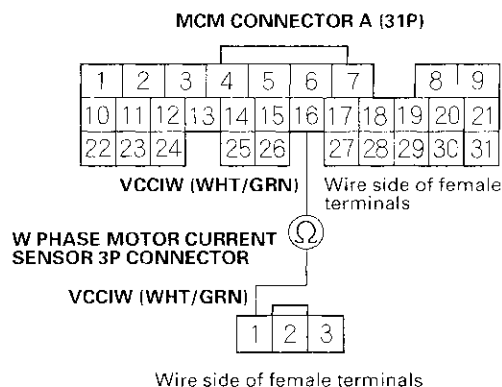 MCM CONNECTOR A (31P)
1 2 3 4 5 6 7 8 9
10 11 12 13 14 15 16 17 18 19 20 21
22 23 24 25 26 27 28 29 30 31
VCCIW (WHT/GRN) Wire side of female
terminals
Ω
W PHASE MOTOR CURRENT
SENSOR 3P CONNECTOR
VCCIW (WHT/GRN)
1 2 3
Wire side of female terminals